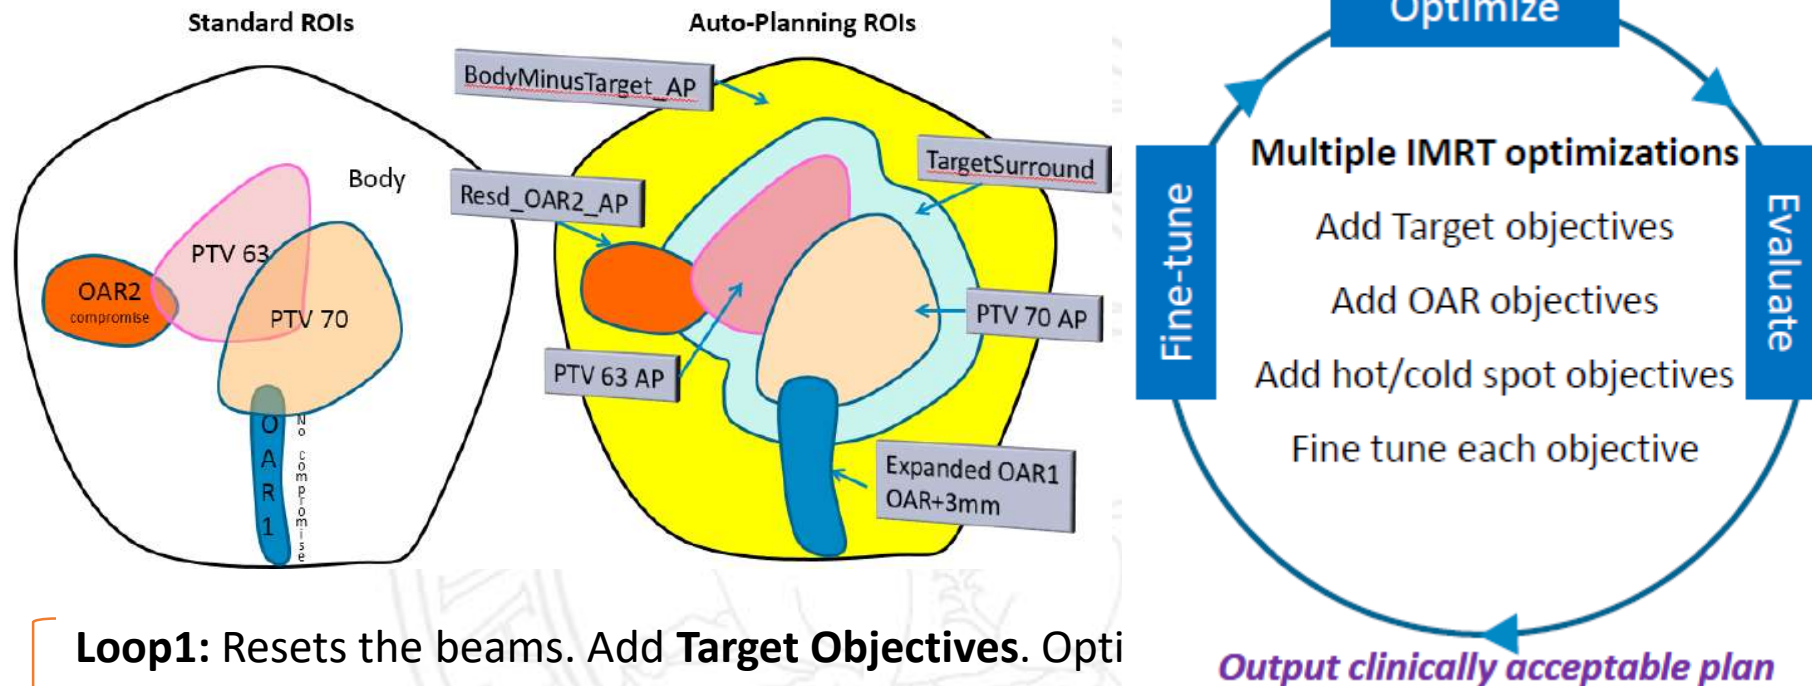 Standard ROIs
Body
PTV 63
OAR2
compromise
PTV 70
OAR1
No compromise
Auto-Planning ROIs
BodyMinusTarget_AP
TargetSurround
Resd_OAR2_AP
PTV 70 AP
PTV 63 AP
Expanded OAR1
OAR+3mm
Optimize
Multiple IMRT optimizations
Add Target objectives
Add OAR objectives
Add hot/cold spot objectives
Fine tune each objective
Fine-tune
Evaluate
Output clinically acceptable plan
Loop1: Resets the beams. Add Target Objectives. Opti